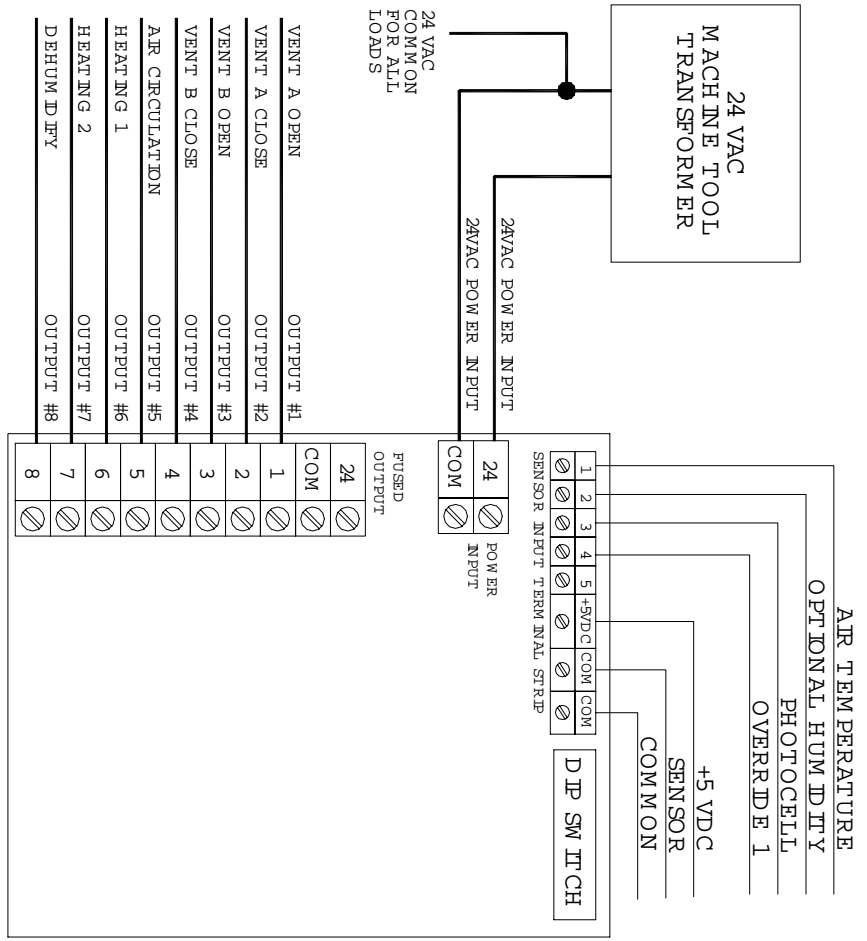 24 VAC
MACHINE TOOL
TRANSFORMER
24 VAC
COMMON
FOR ALL
LOADS
24VAC POWER INPUT
24VAC POWER INPUT
AIR TEMPERATURE
OPTIONAL HUMIDITY
PHOTOCELL
OVERRIDE 1
+5 VDC
SENSOR
COMMON
1
2
3
4
5
+5VDC
COM
COM
SENSOR INPUT TERMINAL STRIP
DIP SWITCH
24
COM
POWER
INPUT
FUSED
OUTPUT
24
COM
1
2
3
4
5
6
7
8
VENT A OPEN OUTPUT #1
VENT A CLOSE OUTPUT #2
VENT B OPEN OUTPUT #3
VENT B CLOSE OUTPUT #4
AIR CIRCULATION OUTPUT #5
HEATING 1 OUTPUT #6
HEATING 2 OUTPUT #7
DEHUMIDIFY OUTPUT #8